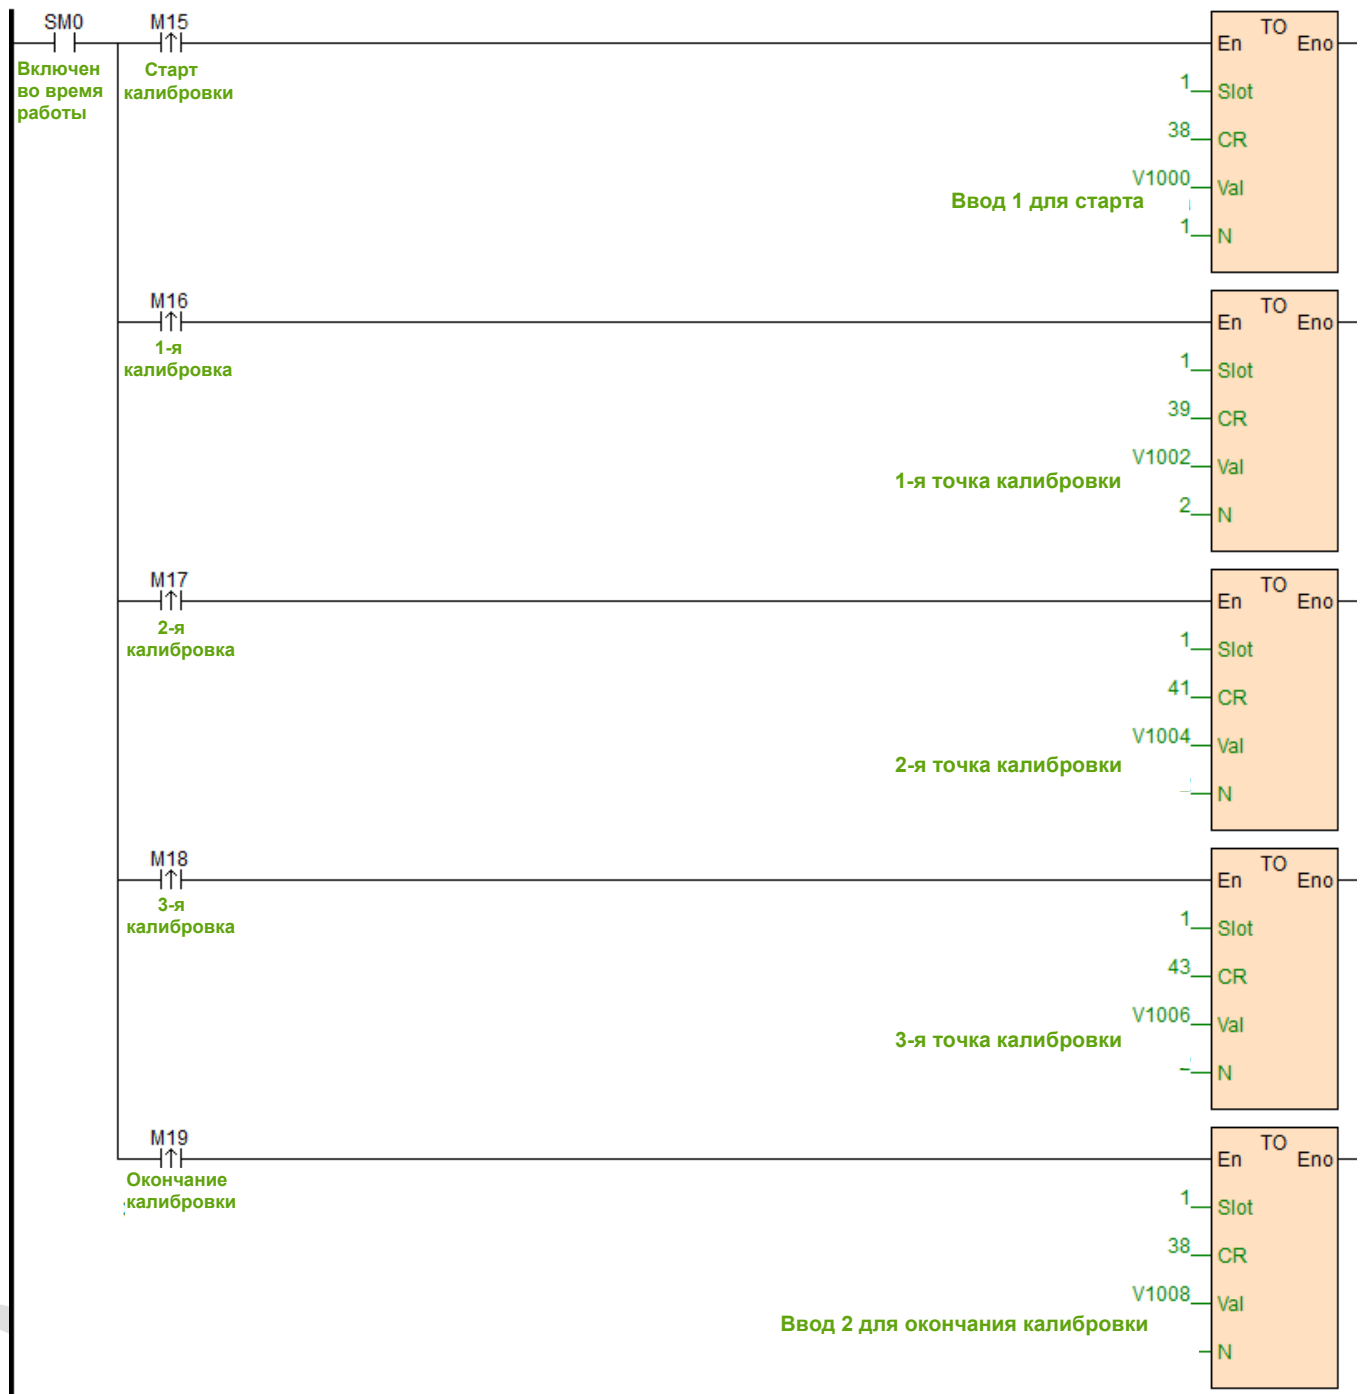 SM0
M15
TO
En
Eno
Включен
во время
работы
Старт
калибровки
1
Slot
38
CR
V1000
Val
Ввод 1 для старта
1
N
M16
TO
En
Eno
1-я
калибровка
1
Slot
39
CR
V1002
Val
1-я точка калибровки
2
N
M17
TO
En
Eno
2-я
калибровка
1
Slot
41
CR
V1004
Val
2-я точка калибровки
N
M18
TO
En
Eno
3-я
калибровка
1
Slot
43
CR
V1006
Val
3-я точка калибровки
N
M19
TO
En
Eno
Окончание
калибровки
1
Slot
38
CR
V1008
Val
Ввод 2 для окончания калибровки
N